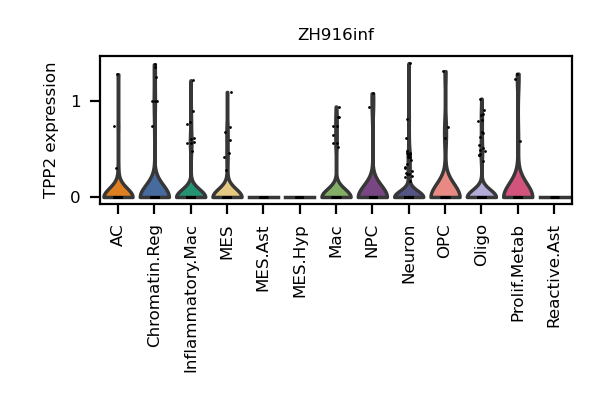 ZH916inf
TPP2 expression
1
0
AC
Chromatin.Reg
Inflammatory.Mac
MES
MES.Ast
MES.Hyp
Mac
NPC
Neuron
OPC
Oligo
Prolif.Metab
Reactive.Ast